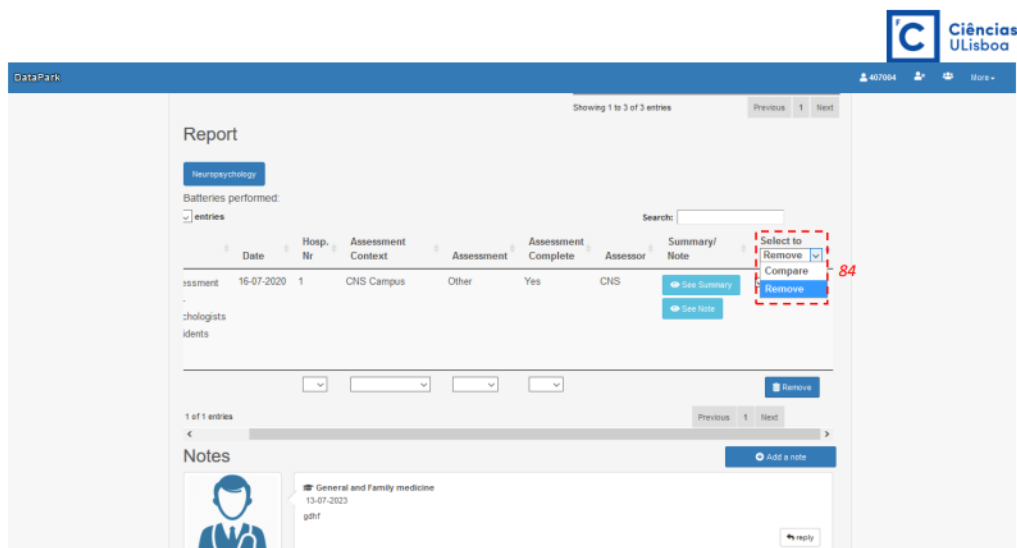 Ciências
ULisboa
DataPark
407004
More
Showing 1 to 3 of 3 entries
Previous 1 Next
Report
Neuropsychology
Batteries performed:
entries
Search:
Date
Hosp. Nr
Assessment Context
Assessment
Assessment Complete
Assessor
Summary/ Note
Select to
Remove
Compare
Remove
84
essment
chologists
idents
16-07-2020 1 CNS Campus Other Yes CNS
See Summary
See Note
Remove
1 of 1 entries
Previous 1 Next
Notes
Add a note
General and Family medicine
13-07-2023
gdhf
reply